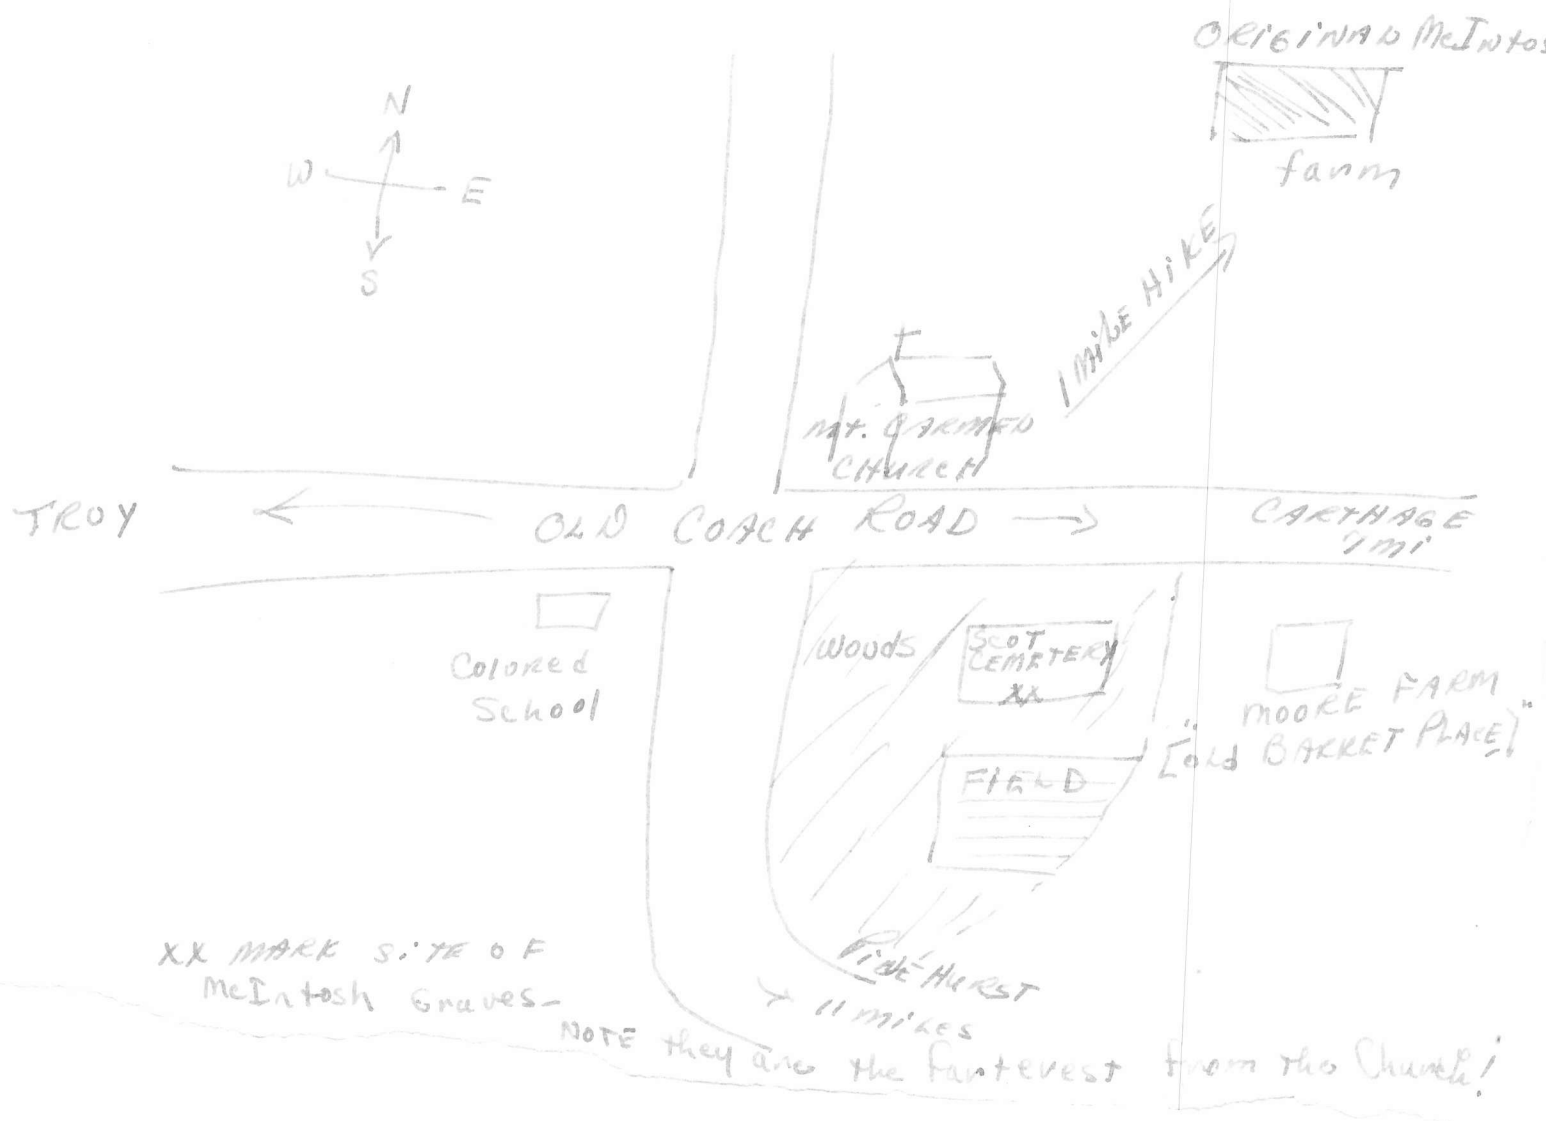 ORIGINAL McIntos
farm
N
W E
S
1 MILE HIKE
MT. CARMEL
CHURCH
TROY ← OLD COACH ROAD → CARTHAGE
7 mi
Colored
School
WOODS
SCOT
CEMETERY
XX
MOORE FARM
["OLD BARRET PLACE]"
FIELD
PINEHURST
11 MILES
XX MARK SITE OF
McIntosh Graves-
NOTE they are the fartevest from the Church!